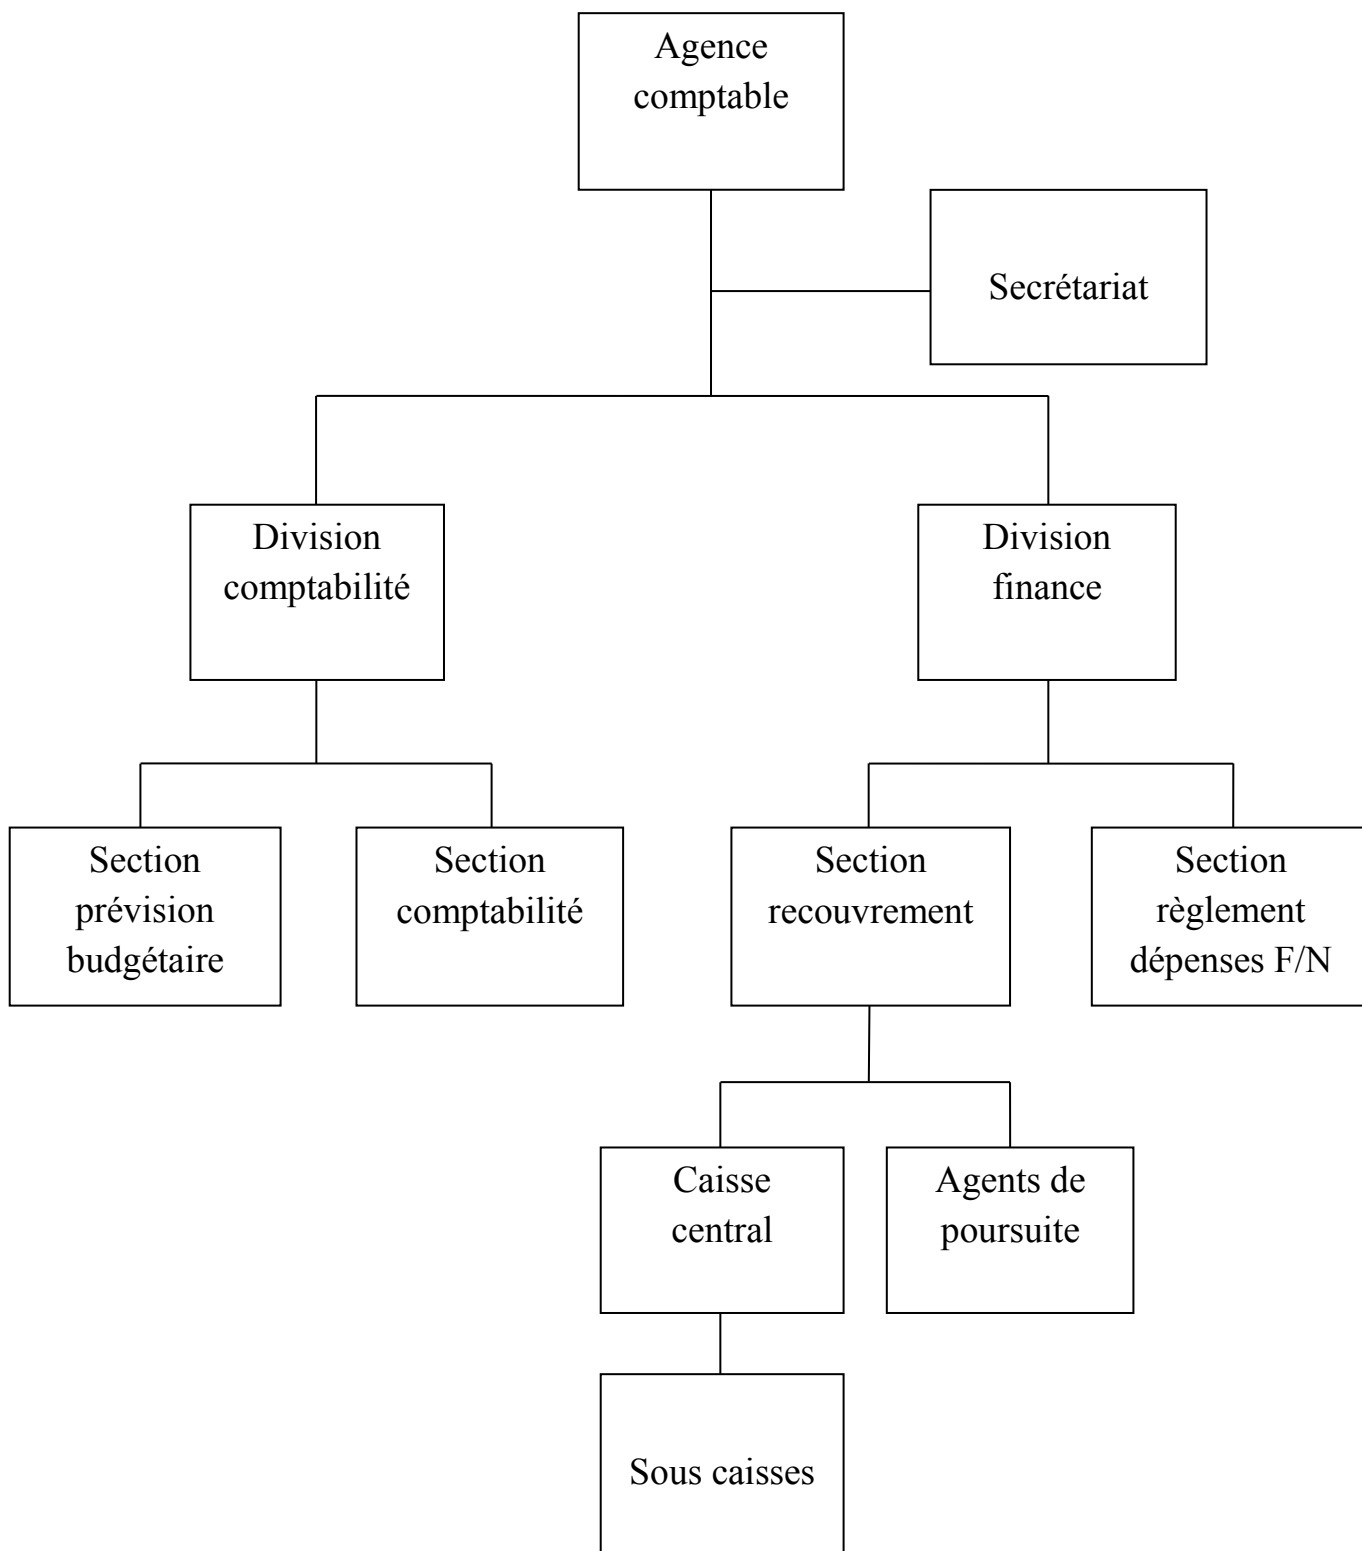 Agence
comptable
Secrétariat
Division
comptabilité
Division
finance
Section
prévision
budgétaire
Section
comptabilité
Section
recouvrement
Section
règlement
dépenses F/N
Caisse
central
Agents de
poursuite
Sous caisses